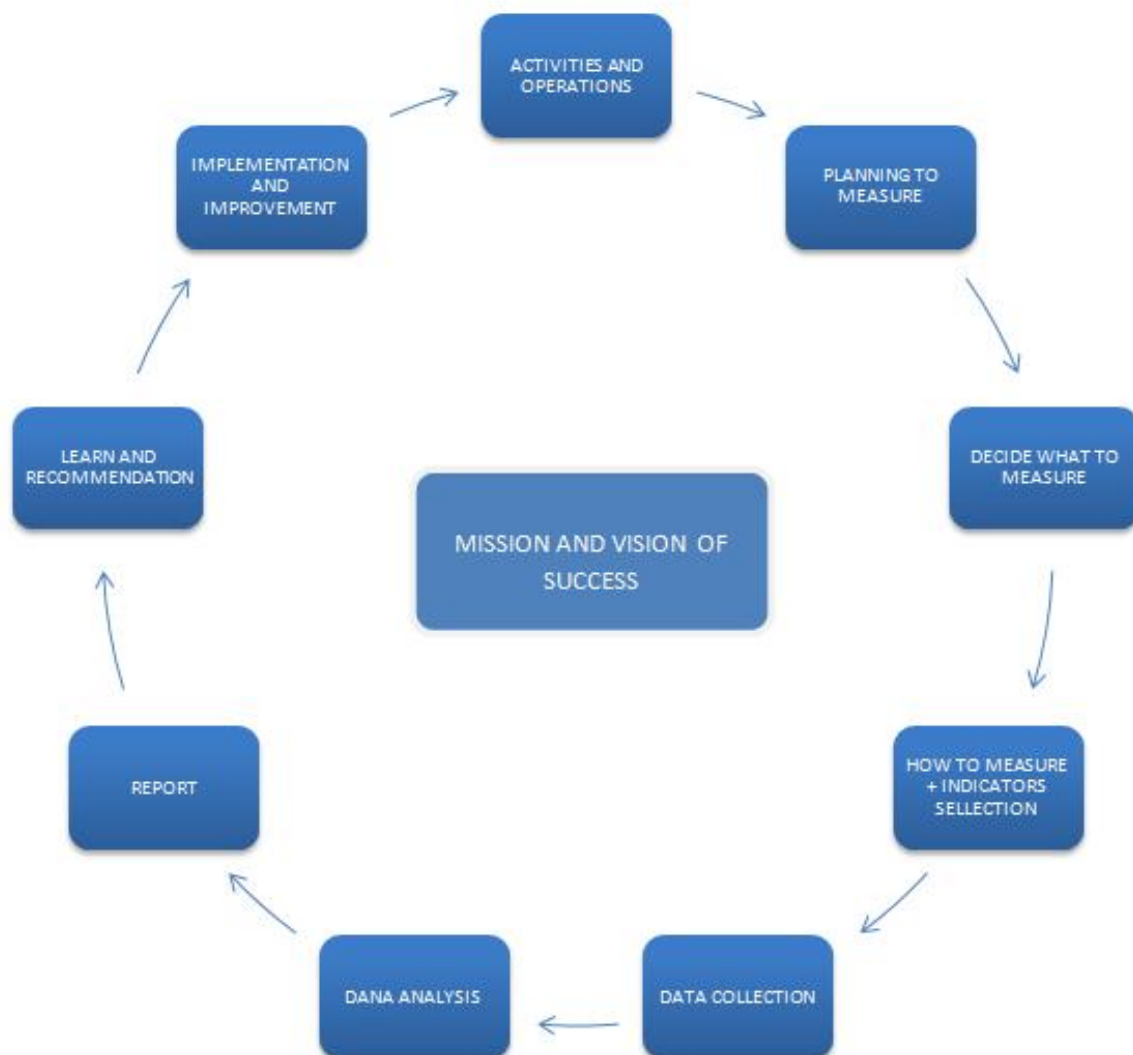 ACTIVITIES AND
OPERATIONS
PLANNING TO
MEASURE
DECIDE WHAT TO
MEASURE
HOW TO MEASURE
+ INDICATORS
SELLECTION
DATA COLLECTION
DANA ANALYSIS
REPORT
LEARN AND
RECOMMENDATION
IMPLEMENTATION
AND
IMPROVEMENT
MISSION AND VISION OF
SUCCESS